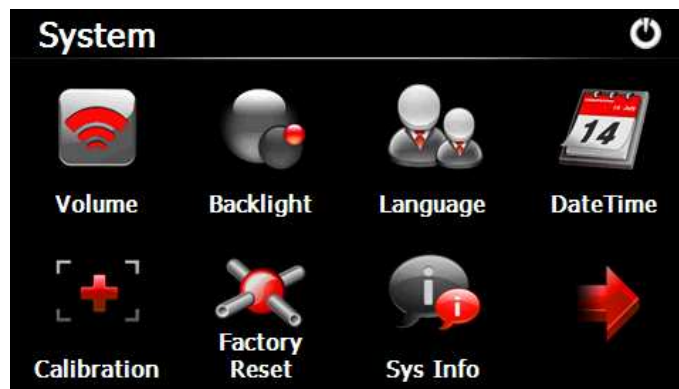 System
Volume
Backlight
Language
DateTime
14
Calibration
Factory
Reset
Sys Info